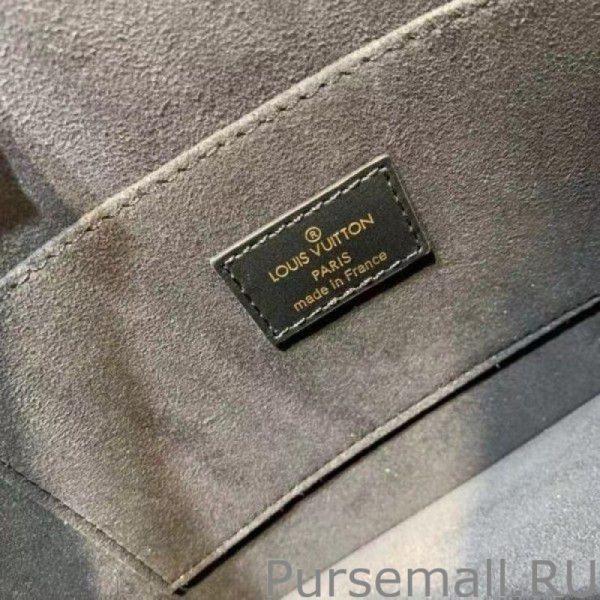 ®
LOUIS VUITTON
PARIS
made in France
Pursemall.RU